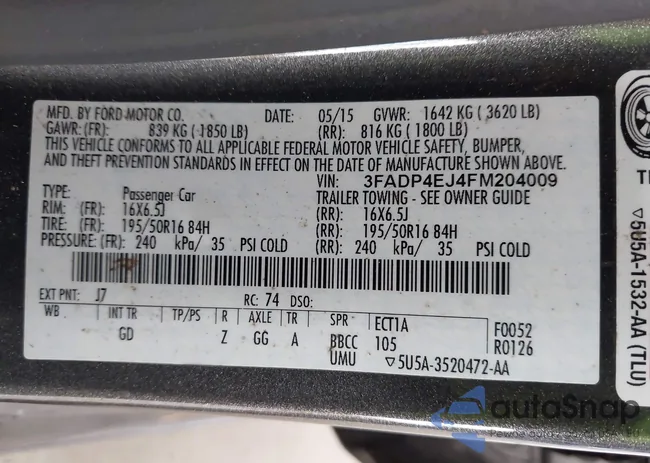 MFD. BY FORD MOTOR CO. DATE: 05/15 GVWR: 1642 KG ( 3620 LB)
GAWR: (FR): 839 KG ( 1850 LB) (RR): 816 KG ( 1800 LB)
THIS VEHICLE CONFORMS TO ALL APPLICABLE FEDERAL MOTOR VEHICLE SAFETY, BUMPER,
AND THEFT PREVENTION STANDARDS IN EFFECT ON THE DATE OF MANUFACTURE SHOWN ABOVE.
VIN: 3FADP4EJ4FM204009
TYPE: Passenger Car TRAILER TOWING - SEE OWNER GUIDE
RIM: (FR): 16X6.5J (RR): 16X6.5J
TIRE: (FR): 195/50R16 84H (RR): 195/50R16 84H
PRESSURE: (FR): 240 kPa/ 35 PSI COLD (RR): 240 kPa/ 35 PSI COLD
EXT PNT: J7 RC: 74 DSO:
WB INT TR TP/PS R AXLE TR SPR ECT1A F0052
GD Z GG A BBCC 105 R0126
UMU ▽5U5A-3520472-AA
▽5U5A-1532-AA (TLU)
autoSnap